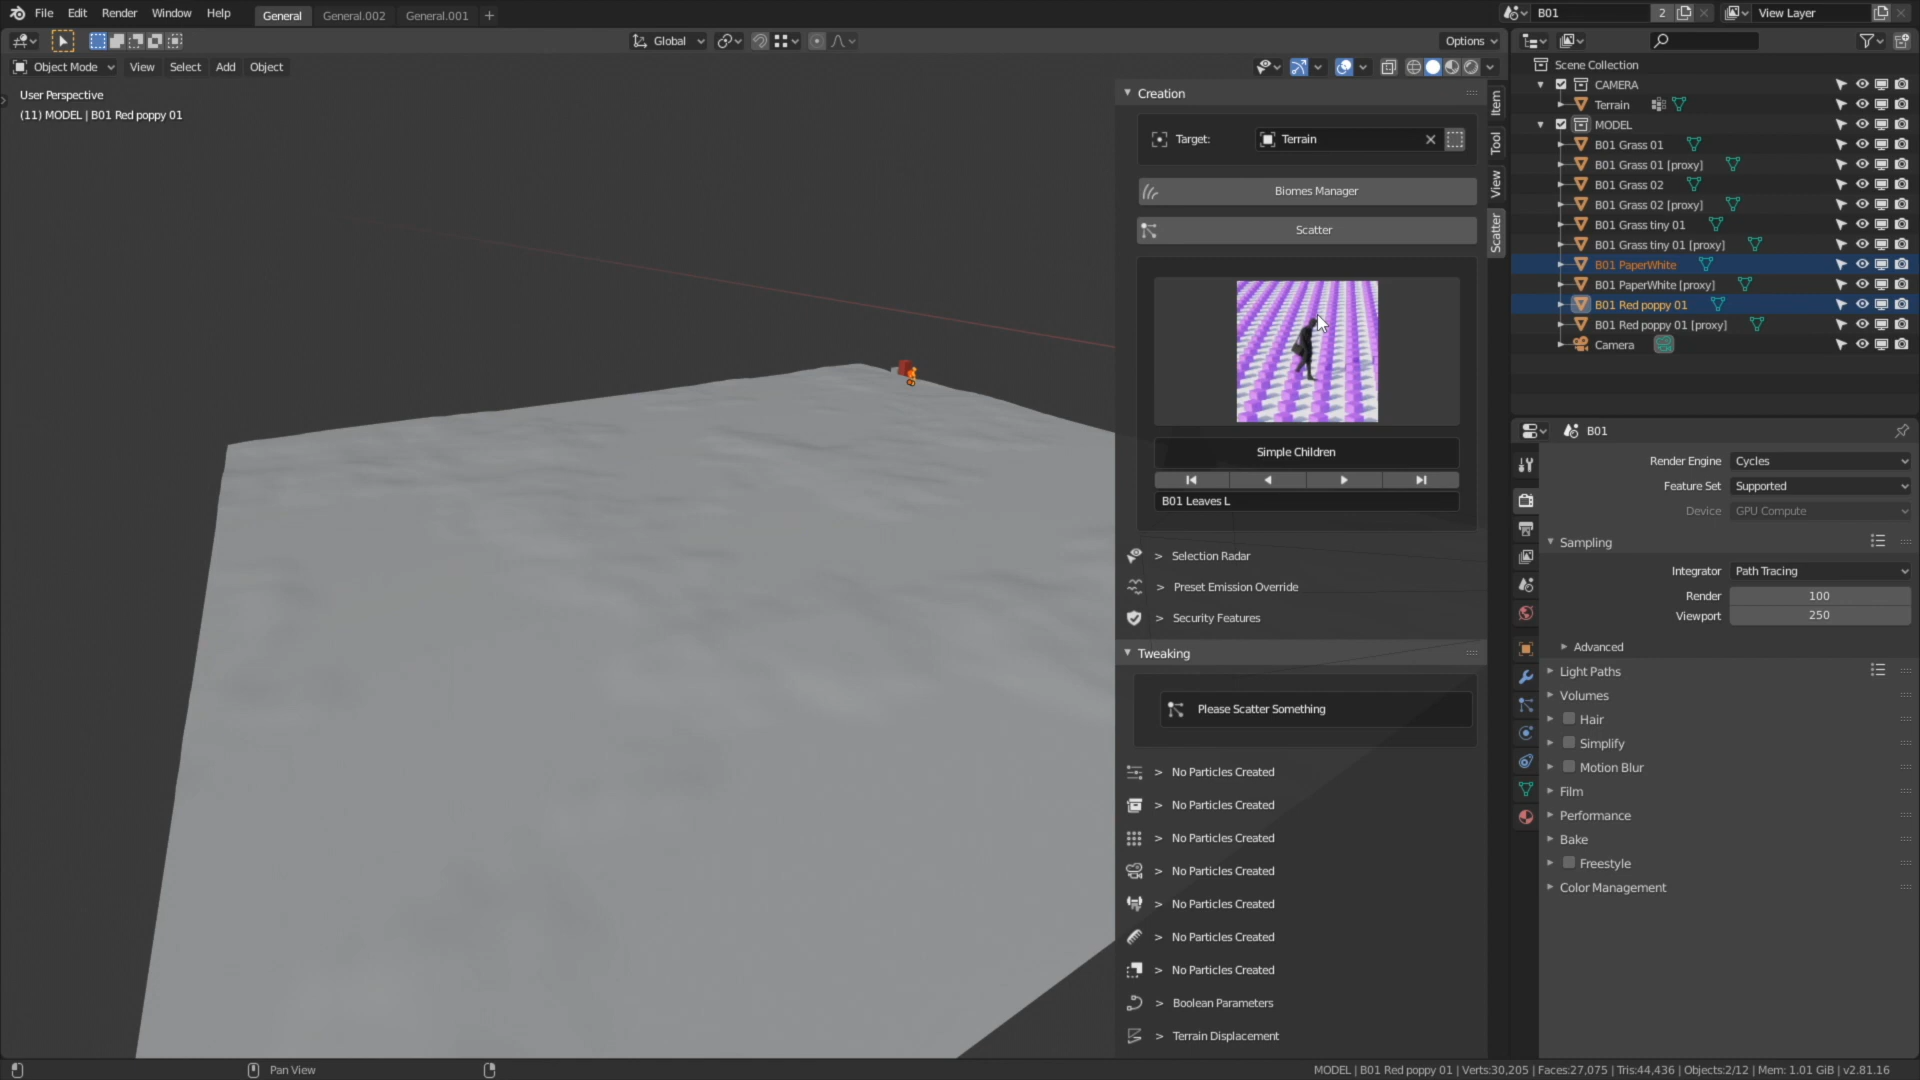 File Edit Render Window Help General General.002 General.001 +
B01 2 View Layer
Global Options
Object Mode View Select Add Object
User Perspective
(11) MODEL | B01 Red poppy 01
Creation
Target: Terrain
Biomes Manager
Scatter
Simple Children
B01 Leaves L
> Selection Radar
> Preset Emission Override
> Security Features
Tweaking
Please Scatter Something
> No Particles Created
> No Particles Created
> No Particles Created
> No Particles Created
> No Particles Created
> No Particles Created
> No Particles Created
> Boolean Parameters
> Terrain Displacement
Item
Tool
View
Scatter
Scene Collection
CAMERA
Terrain
MODEL
B01 Grass 01
B01 Grass 01 [proxy]
B01 Grass 02
B01 Grass 02 [proxy]
B01 Grass tiny 01
B01 Grass tiny 01 [proxy]
B01 PaperWhite
B01 PaperWhite [proxy]
B01 Red poppy 01
B01 Red poppy 01 [proxy]
Camera
B01
Render Engine Cycles
Feature Set Supported
Device GPU Compute
Sampling
Integrator Path Tracing
Render 100
Viewport 250
Advanced
Light Paths
Volumes
Hair
Simplify
Motion Blur
Film
Performance
Bake
Freestyle
Color Management
Pan View
MODEL | B01 Red poppy 01 | Verts:30,205 | Faces:27,075 | Tris:44,436 | Objects:2/12 | Mem: 1.01 GiB | v2.81.16